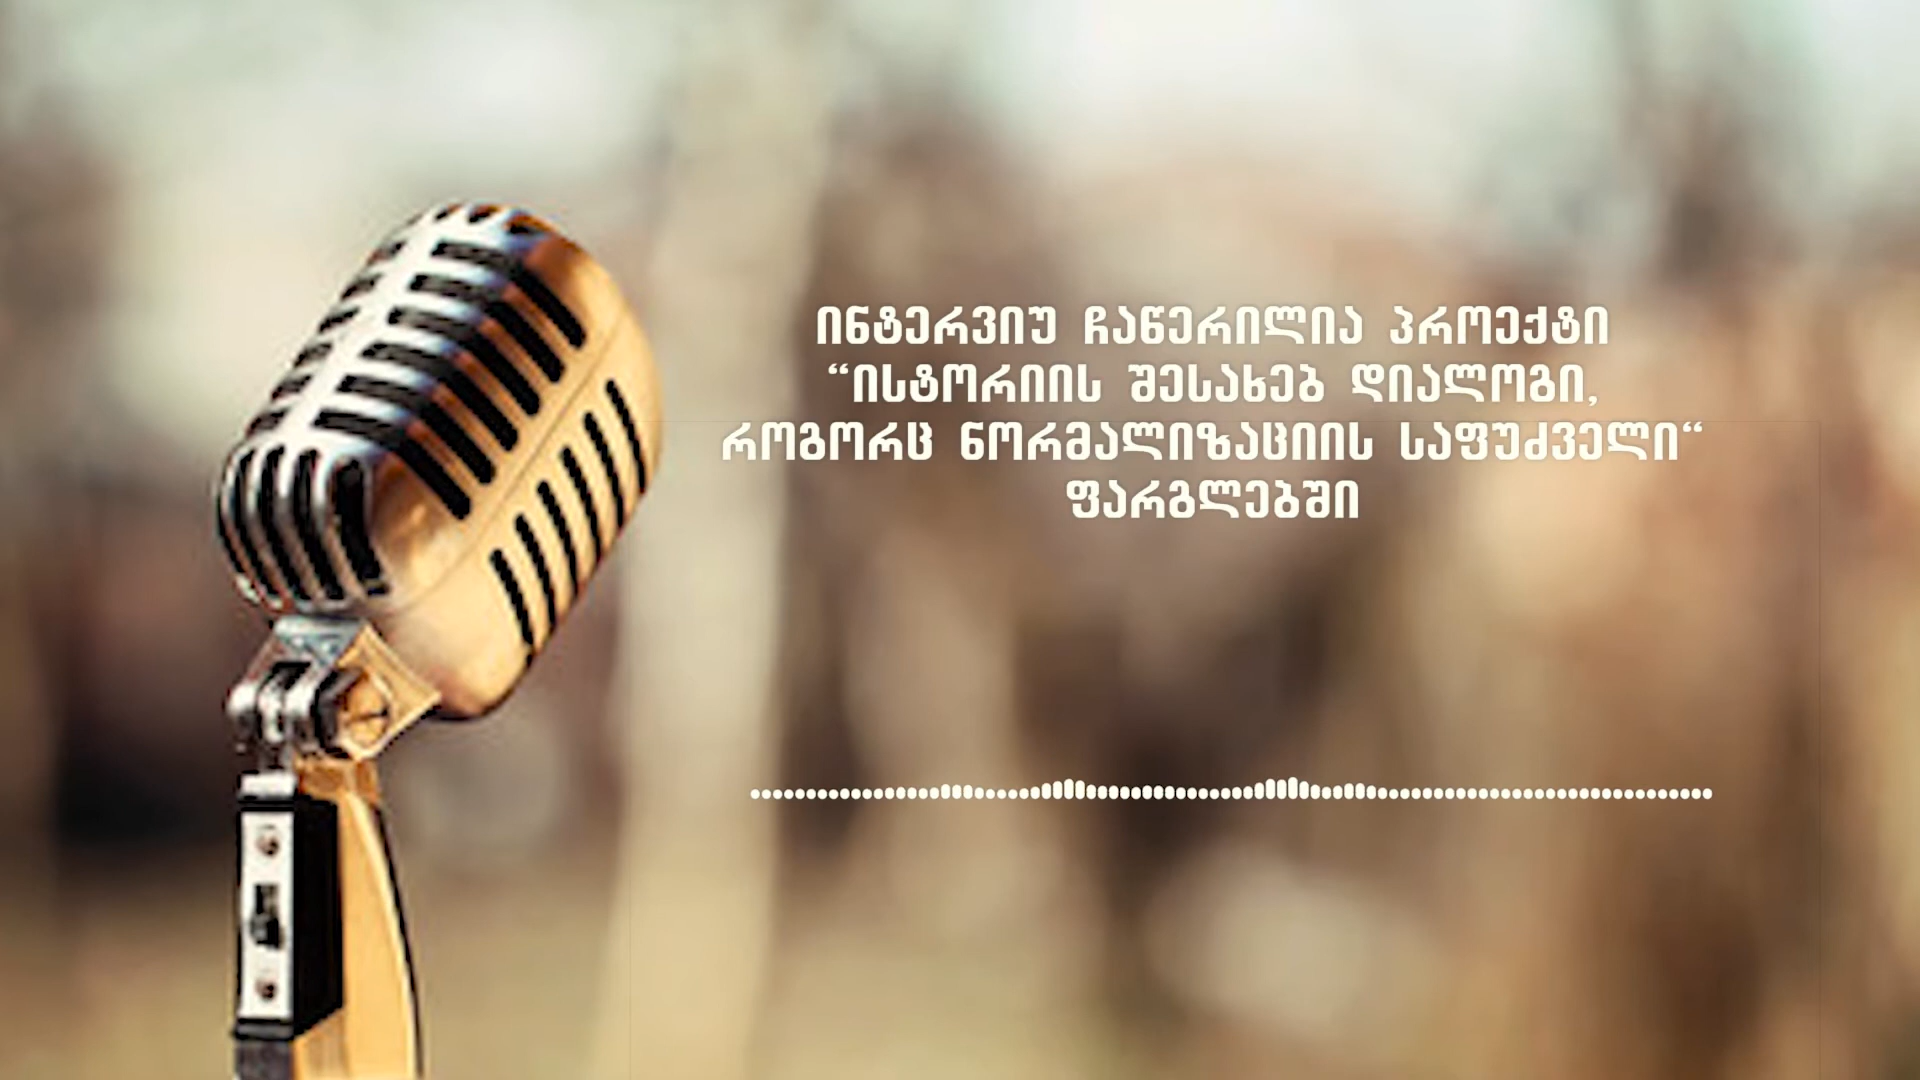 ინტერვიუ ჩაწერილია პროექტი
“ისტორიის შესახებ დიალოგი,
როგორც ნორმალიზაციის საფუძველი“
ფარგლებში